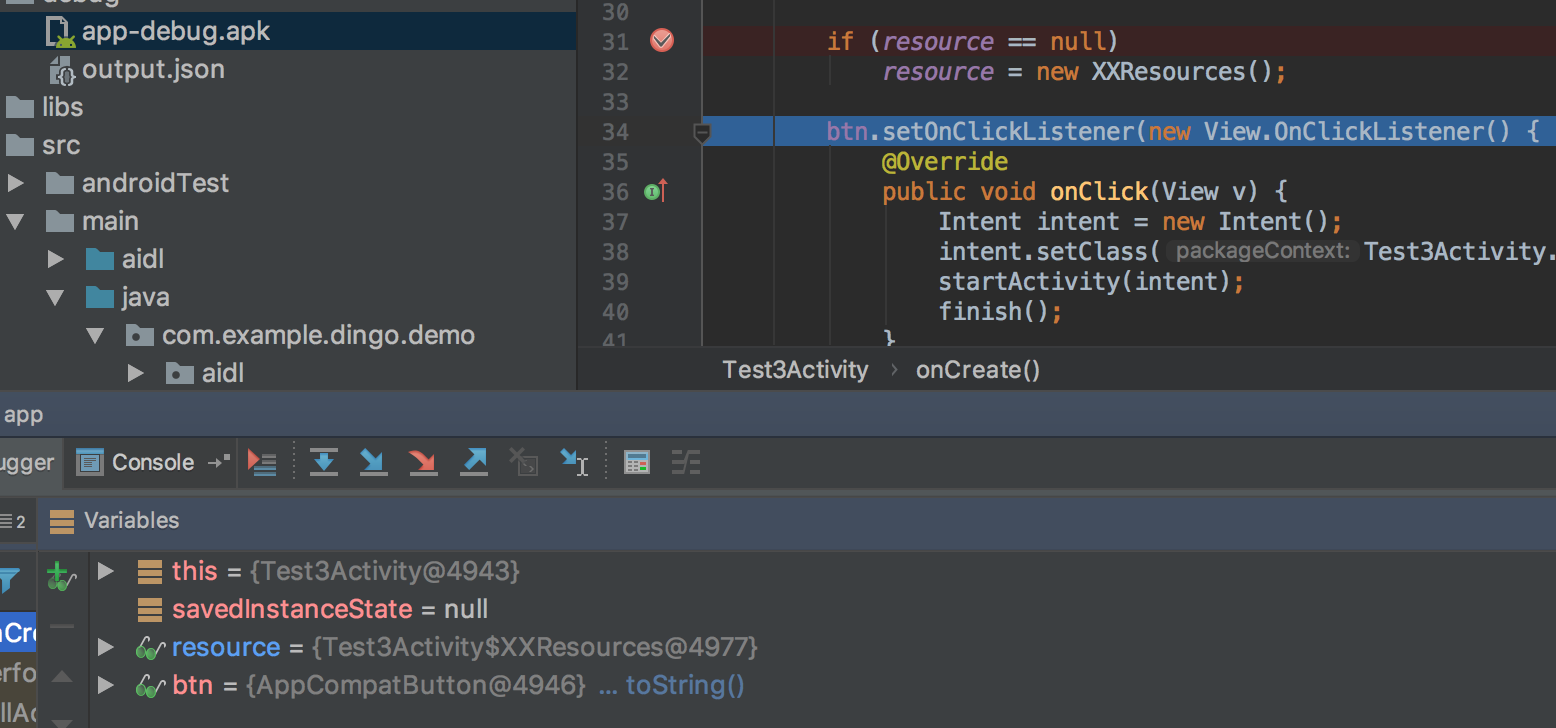 debug
app-debug.apk
output.json
libs
src
androidTest
main
aidl
java
com.example.dingo.demo
aidl
30
31 if (resource == null)
32 resource = new XXResources();
33
34 btn.setOnClickListener(new View.OnClickListener() {
35 @Override
36 public void onClick(View v) {
37 Intent intent = new Intent();
38 intent.setClass( packageContext: Test3Activity.
39 startActivity(intent);
40 finish();
41 }
Test3Activity › onCreate()
app
ugger Console
2 Variables
this = {Test3Activity@4943}
savedInstanceState = null
resource = {Test3Activity$XXResources@4977}
btn = {AppCompatButton@4946} ... toString()
nCre
erfo
llAc